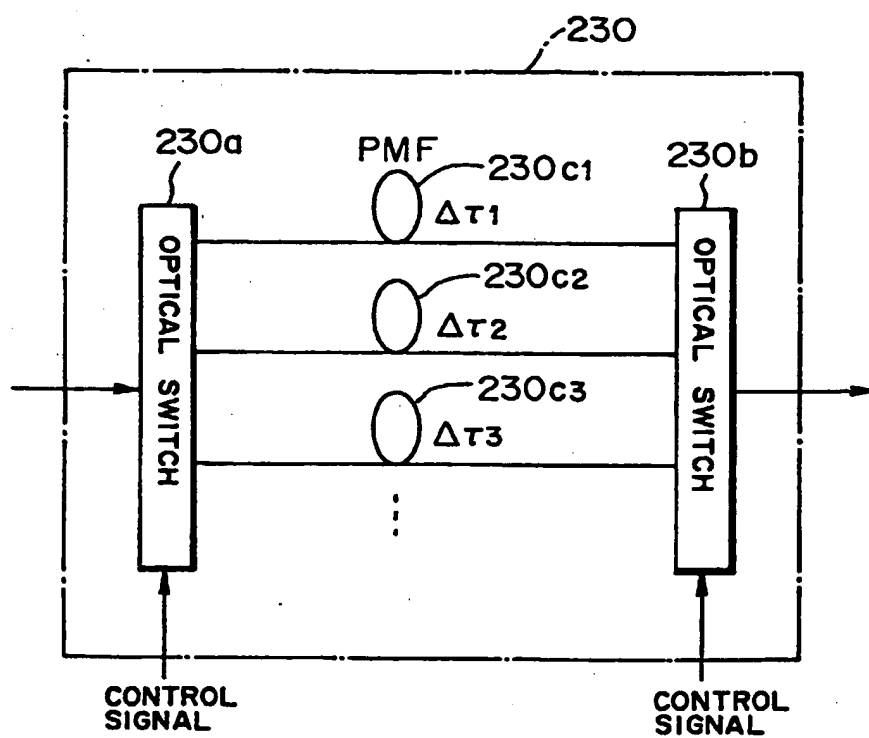 230
230a
PMF
230c1
230b
Δτ1
OPTICAL SWITCH
OPTICAL SWITCH
230c2
Δτ2
230c3
Δτ3
CONTROL
SIGNAL
CONTROL
SIGNAL